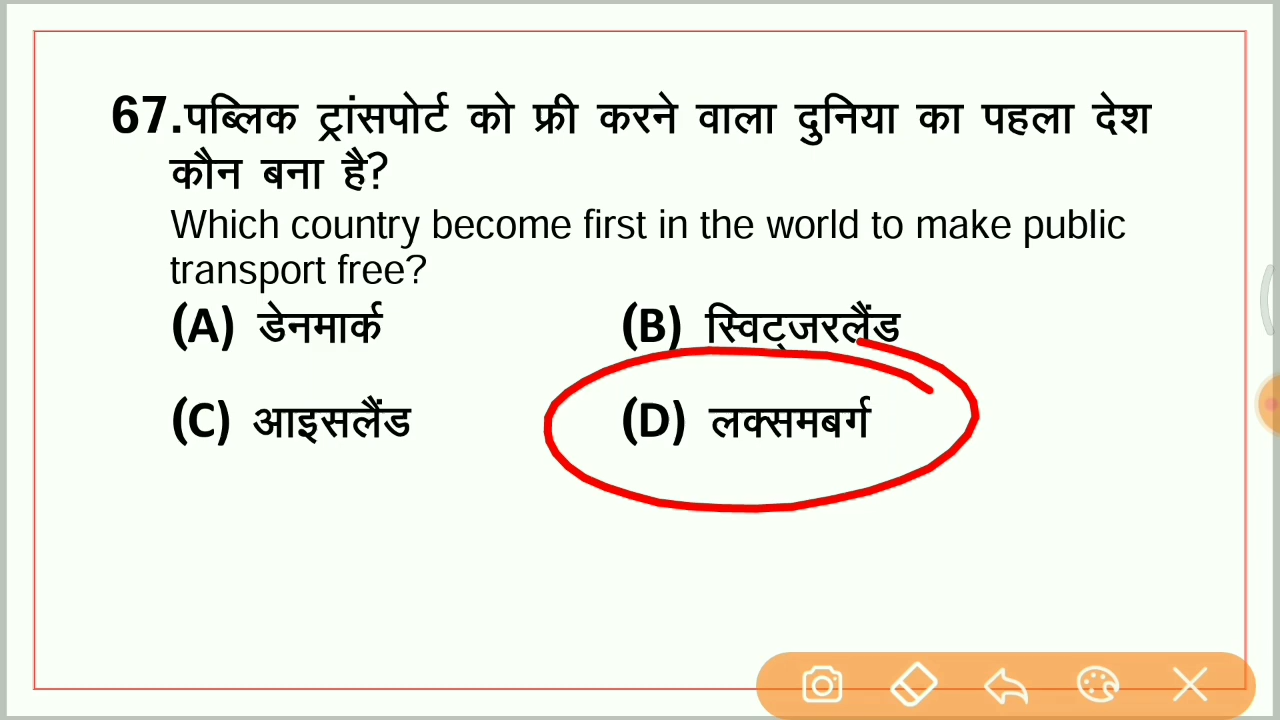 67.पब्लिक ट्रांसपोर्ट को फ्री करने वाला दुनिया का पहला देश
कौन बना है?
Which country become first in the world to make public
transport free?
(A) डेनमार्क (B) स्विट्जरलैंड
(C) आइसलैंड (D) लक्समबर्ग